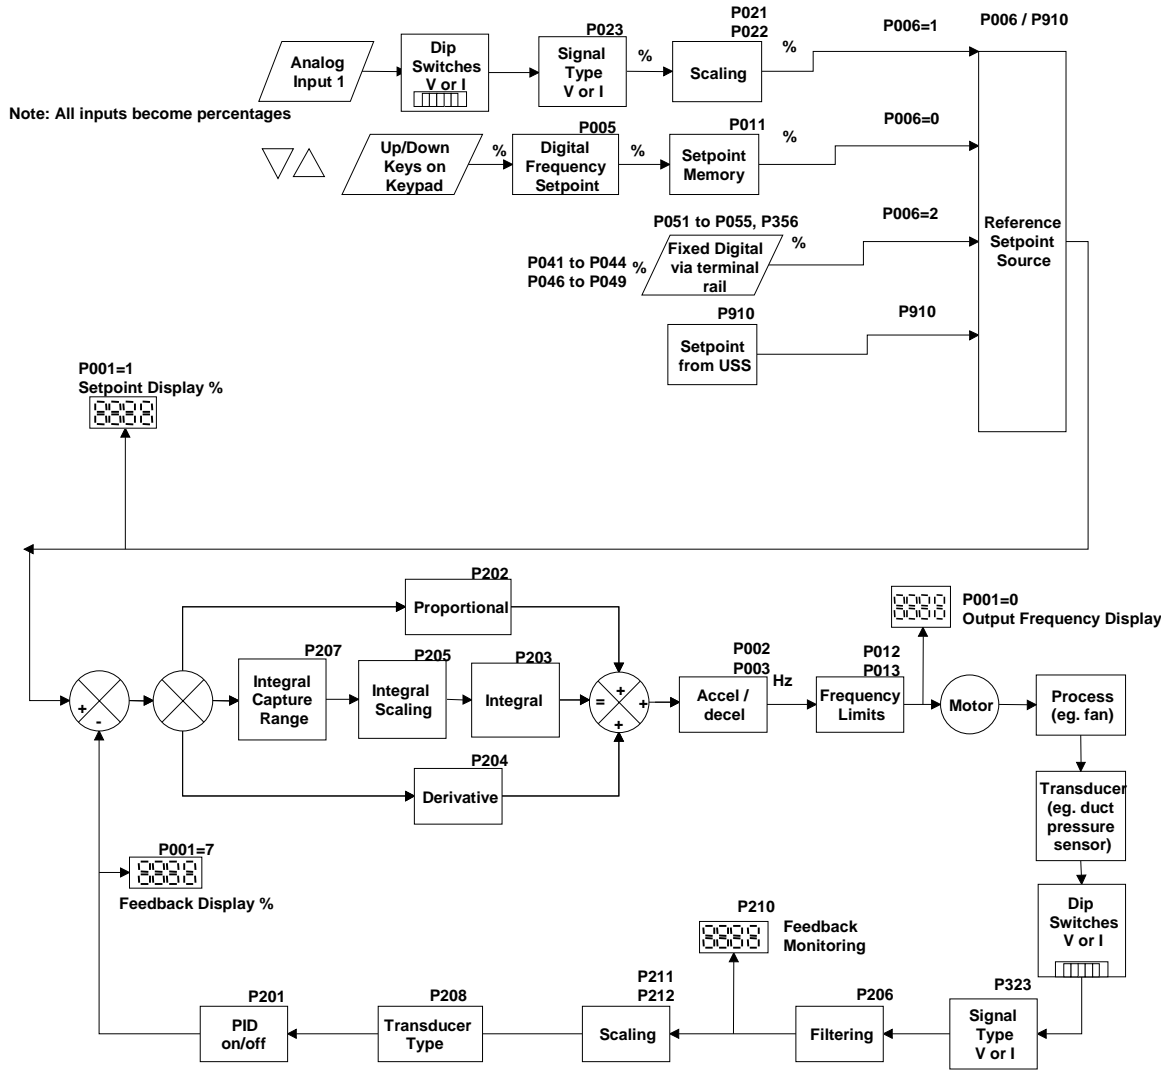 P021
P022
P006=1
P006 / P910
P023
Dip
Switches
V or I
Signal
Type
V or I
%
Scaling
%
Analog
Input 1
Note: All inputs become percentages
P005
P011
P006=0
Up/Down
Keys on
Keypad
%
Digital
Frequency
Setpoint
%
Setpoint
Memory
%
P051 to P055, P356
P006=2
Reference
Setpoint
Source
P041 to P044
P046 to P049
%
Fixed Digital
via terminal
rail
%
P910
P910
Setpoint
from USS
P001=1
Setpoint Display %
P202
Proportional
P001=0
Output Frequency Display
P207
Integral
Capture
Range
P205
Integral
Scaling
P203
Integral
P002
P003
Hz
P012
P013
+
-
=
+
+
+
Accel /
decel
Frequency
Limits
Motor
Process
(eg. fan)
P204
Derivative
Transducer
(eg. duct
pressure
sensor)
P001=7
Feedback Display %
P210
Feedback
Monitoring
Dip
Switches
V or I
P201
PID
on/off
P208
Transducer
Type
P211
P212
Scaling
P206
Filtering
P323
Signal
Type
V or I